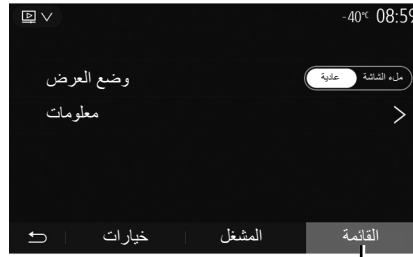 -40°C 08:59
وضع العرض
عادية ملء الشاشة
معلومات
القائمة المشغل خيارات